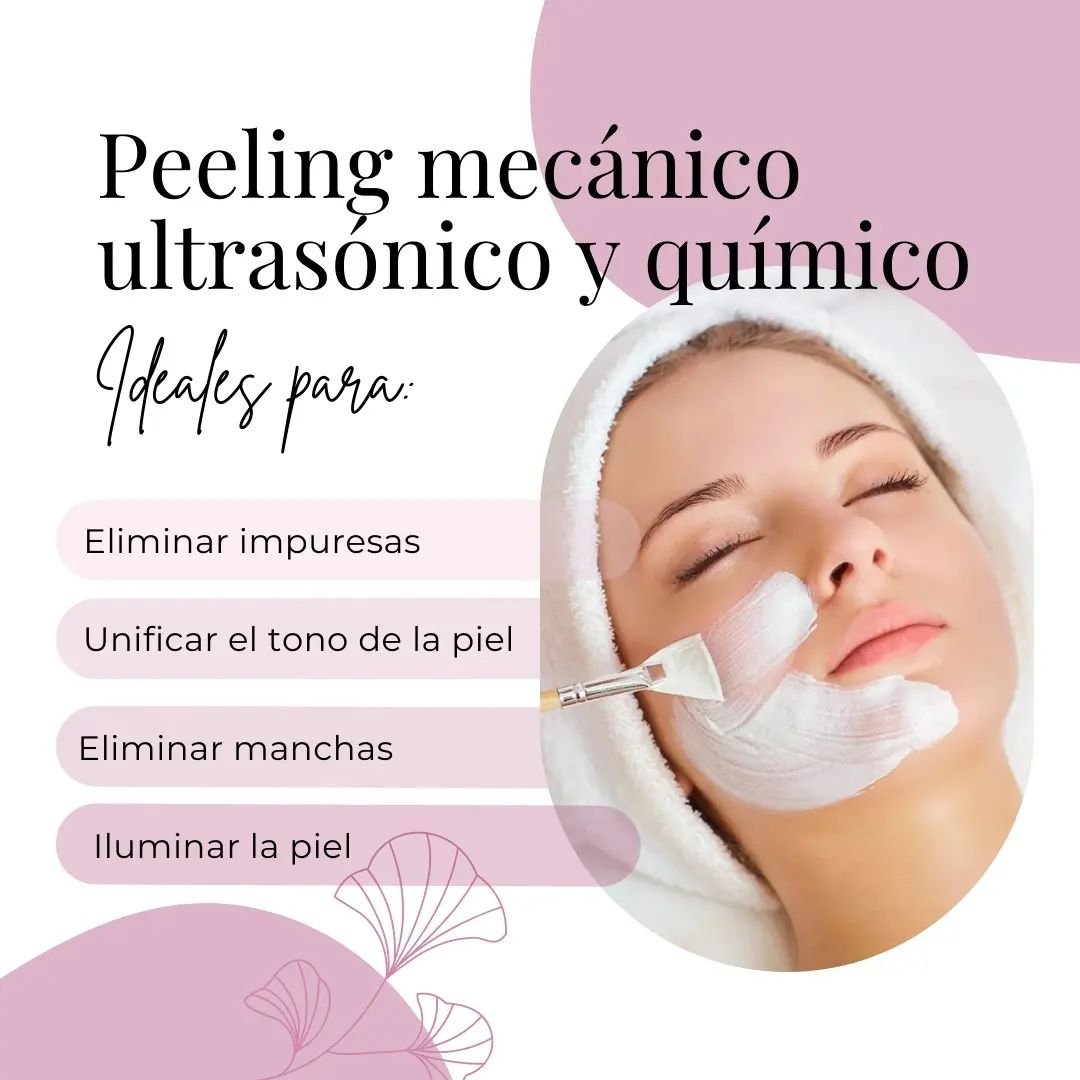 Peeling mecánico
ultrasónico y químico
Ideales para:
Eliminar impuresas
Unificar el tono de la piel
Eliminar manchas
Iluminar la piel